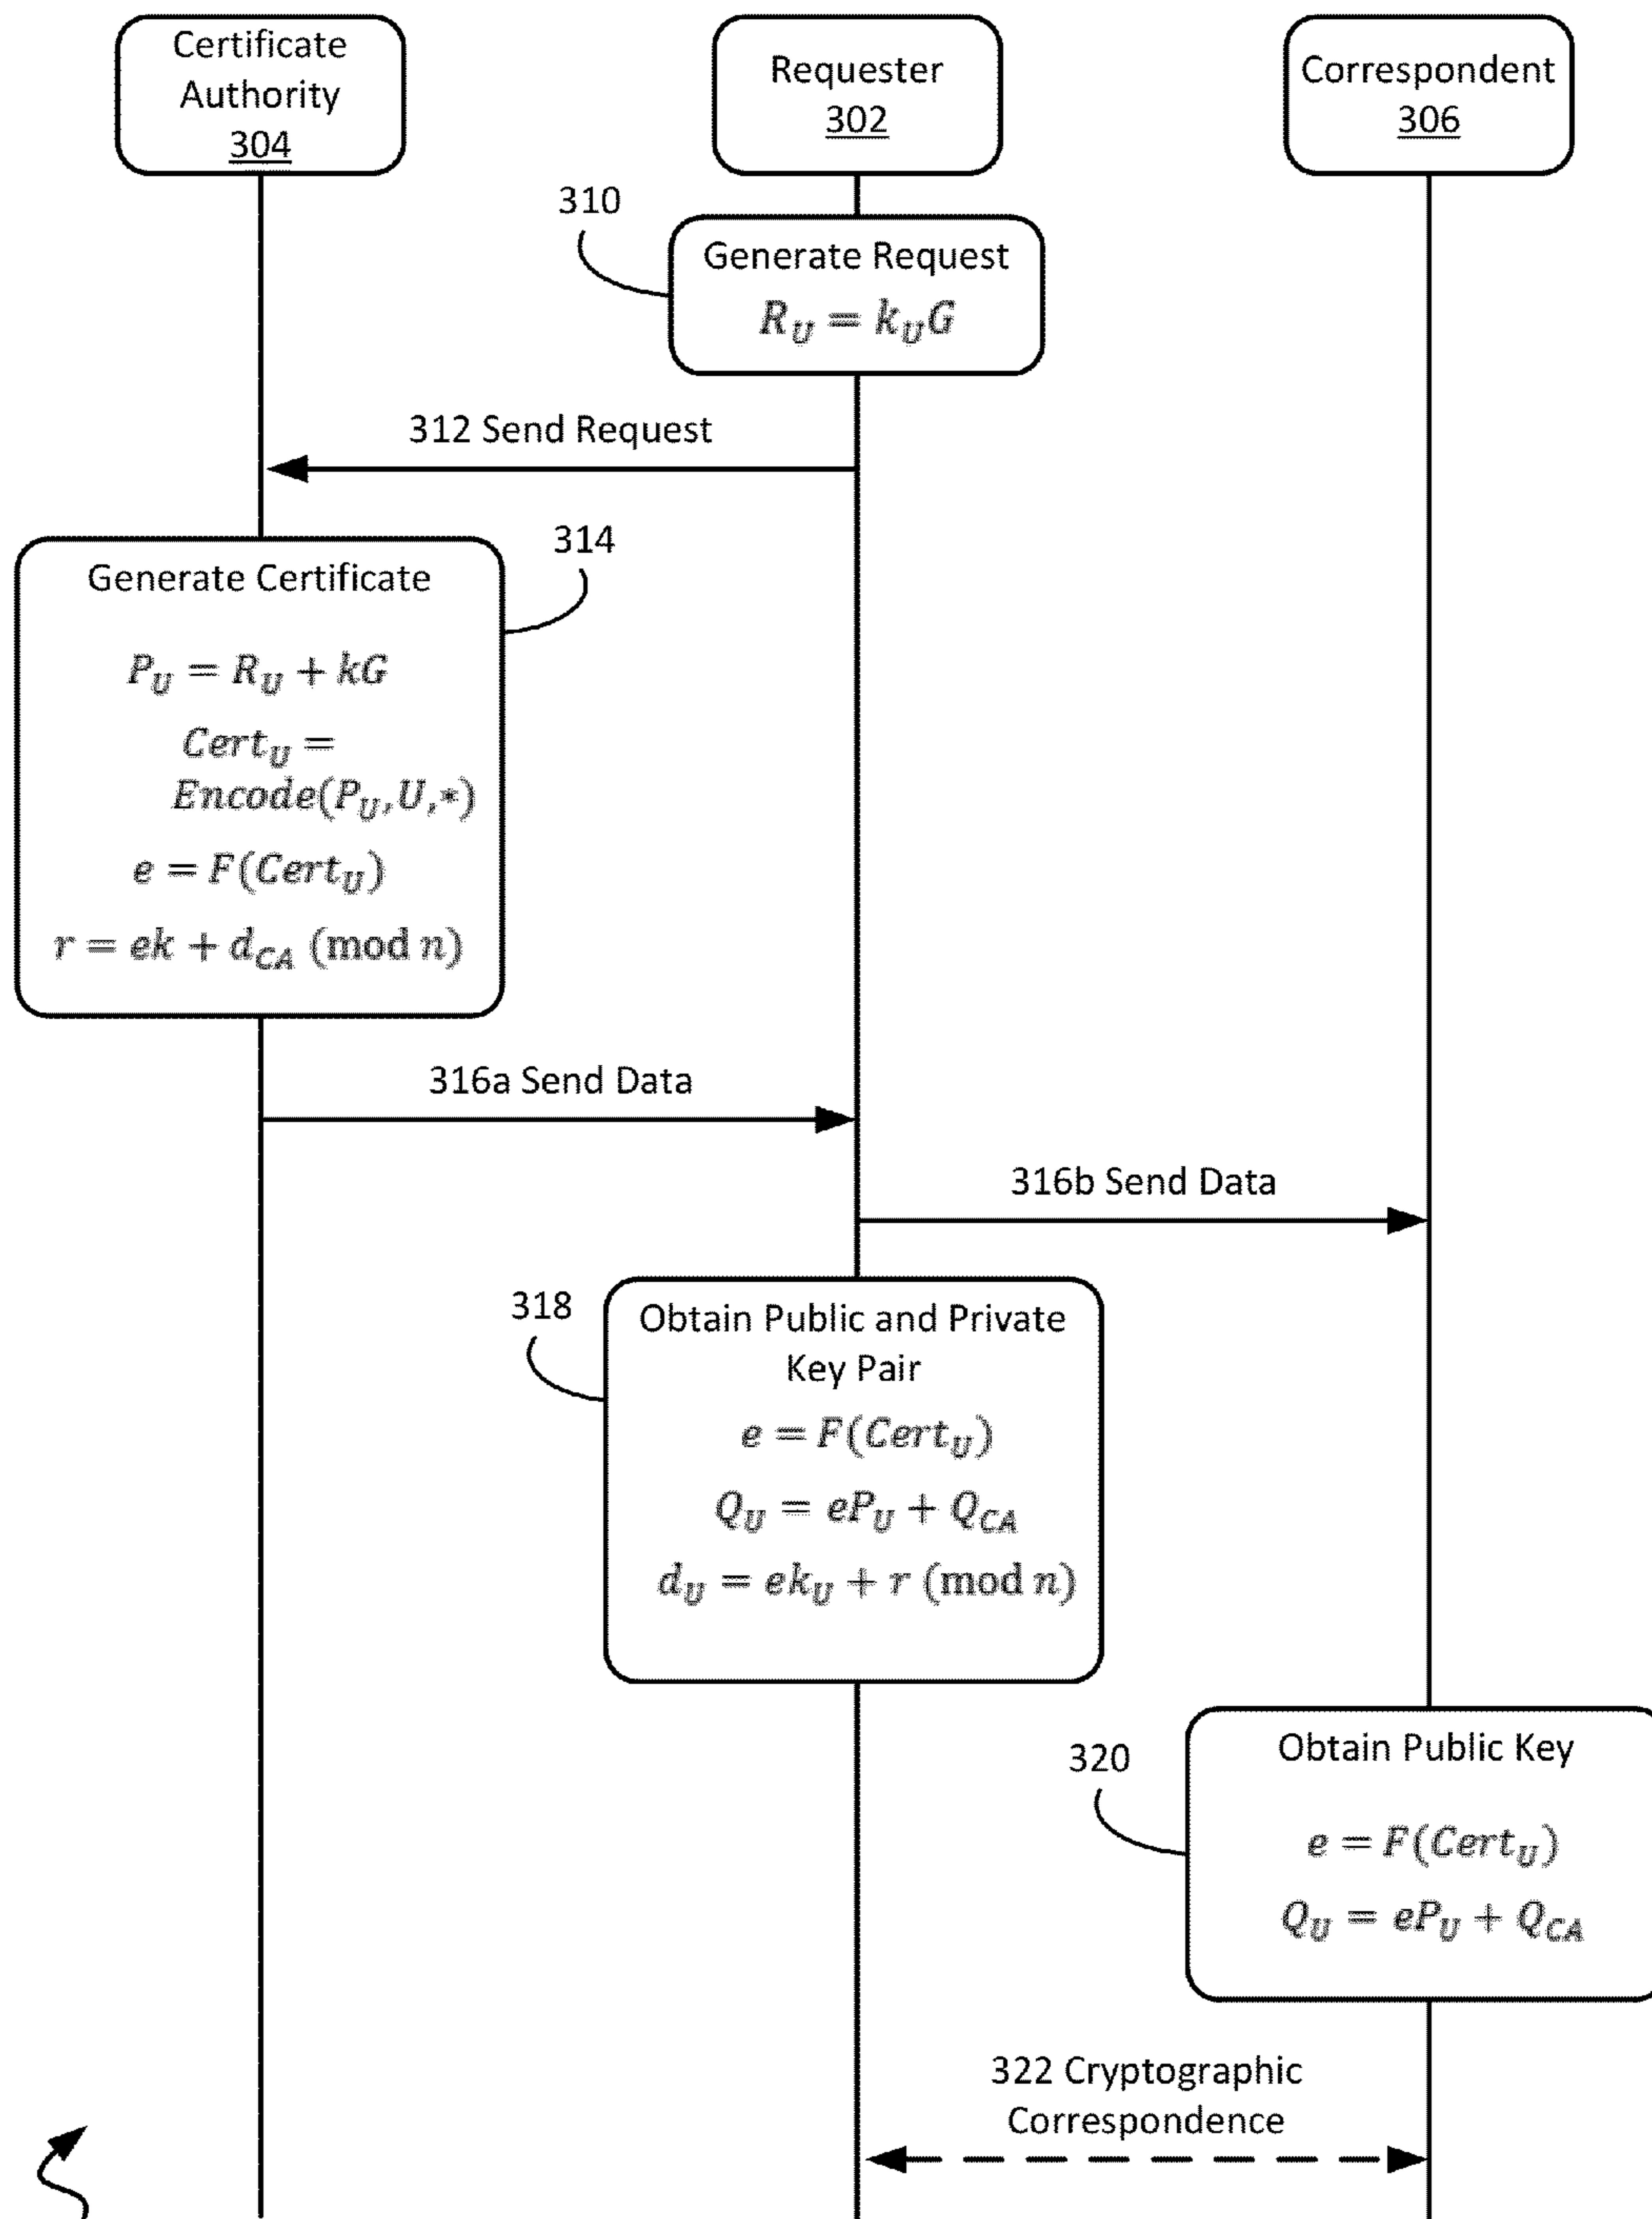 Certificate
Authority
304
Requester
302
Correspondent
306
310
Generate Request
R_U = k_U G
312 Send Request
314
Generate Certificate
P_U = R_U + kG
Cert_U =
Encode(P_U, U,*)
e = F(Cert_U)
r = ek + d_CA (mod n)
316a Send Data
316b Send Data
318
Obtain Public and Private
Key Pair
e = F(Cert_U)
Q_U = eP_U + Q_CA
d_U = ek_U + r (mod n)
320
Obtain Public Key
e = F(Cert_U)
Q_U = eP_U + Q_CA
322 Cryptographic
Correspondence